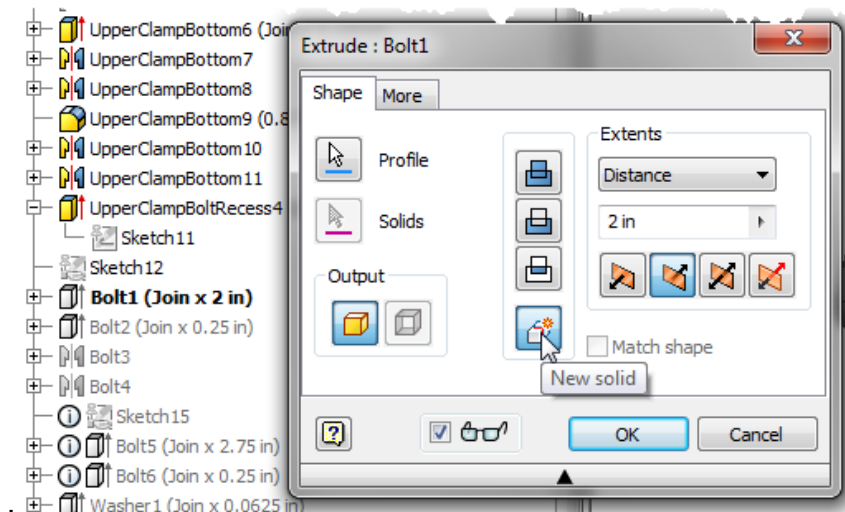 UpperClampBottom6 (Joi
UpperClampBottom7
UpperClampBottom8
UpperClampBottom9 (0.8
UpperClampBottom10
UpperClampBottom11
UpperClampBoltRecess4
Sketch11
Sketch12
Bolt1 (Join x 2 in)
Bolt2 (Join x 0.25 in)
Bolt3
Bolt4
Sketch15
Bolt5 (Join x 2.75 in)
Bolt6 (Join x 0.25 in)
Washer1 (Join x 0.0625 in)
Extrude : Bolt1
Shape
More
Profile
Solids
Output
Extents
Distance
2 in
Match shape
New solid
OK
Cancel